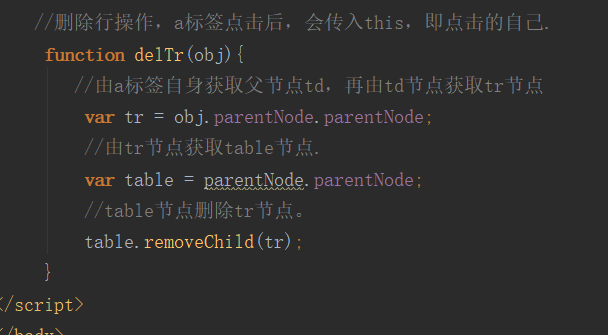 //删除行操作，a标签点击后，会传入this，即点击的自己.
function delTr(obj){
//由a标签自身获取父节点td，再由td节点获取tr节点
var tr = obj.parentNode.parentNode;
//由tr节点获取table节点.
var table = parentNode.parentNode;
//table节点删除tr节点。
table.removeChild(tr);
}
</script>
</body>